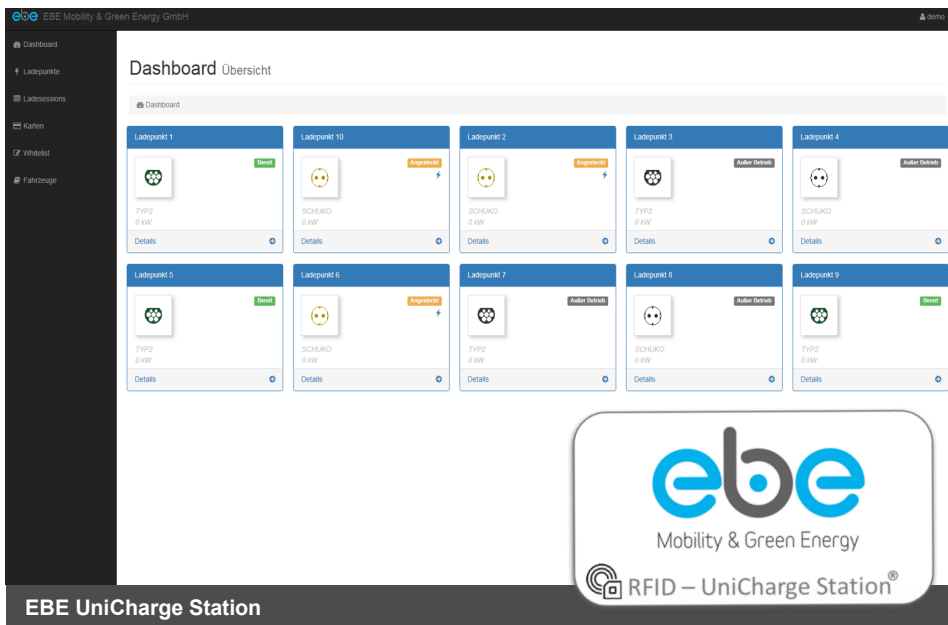 ebe EBE Mobility & Green Energy GmbH
demo
Dashboard
Ladepunkte
Ladesessions
Karten
Whitelist
Fahrzeuge
Dashboard Übersicht
Dashboard
Ladepunkt 1
Bereit
TYP2
0 kW
Details
Ladepunkt 10
Angesteckt
SCHUKO
0 kW
Details
Ladepunkt 2
Angesteckt
SCHUKO
0 kW
Details
Ladepunkt 3
Außer Betrieb
TYP2
0 kW
Details
Ladepunkt 4
Außer Betrieb
SCHUKO
0 kW
Details
Ladepunkt 5
Bereit
TYP2
0 kW
Details
Ladepunkt 6
Angesteckt
SCHUKO
0 kW
Details
Ladepunkt 7
Außer Betrieb
TYP2
0 kW
Details
Ladepunkt 8
Außer Betrieb
SCHUKO
0 kW
Details
Ladepunkt 9
Bereit
TYP2
0 kW
Details
ebe
Mobility & Green Energy
RFID – UniCharge Station®
EBE UniCharge Station